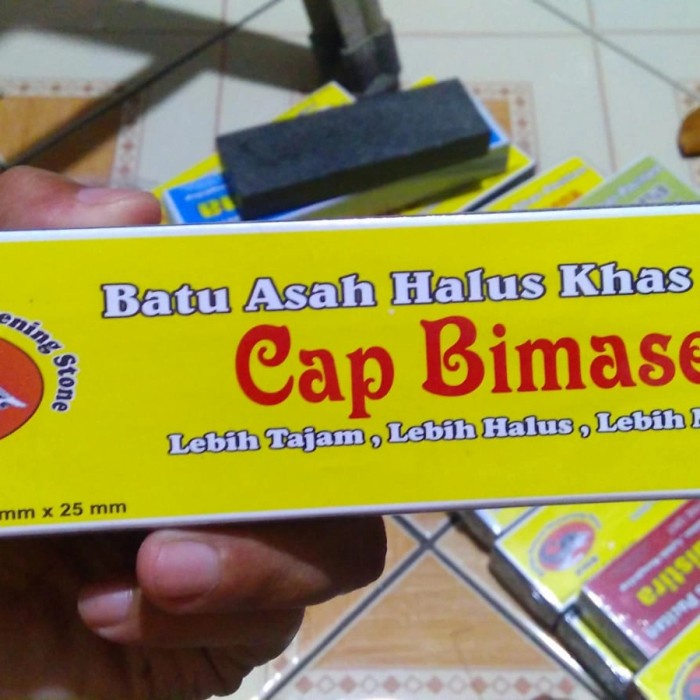 Batu Asah Halus Khas
Cap Bimase
Lebih Tajam , Lebih Halus , Lebih
ening Stone
mm x 25 mm